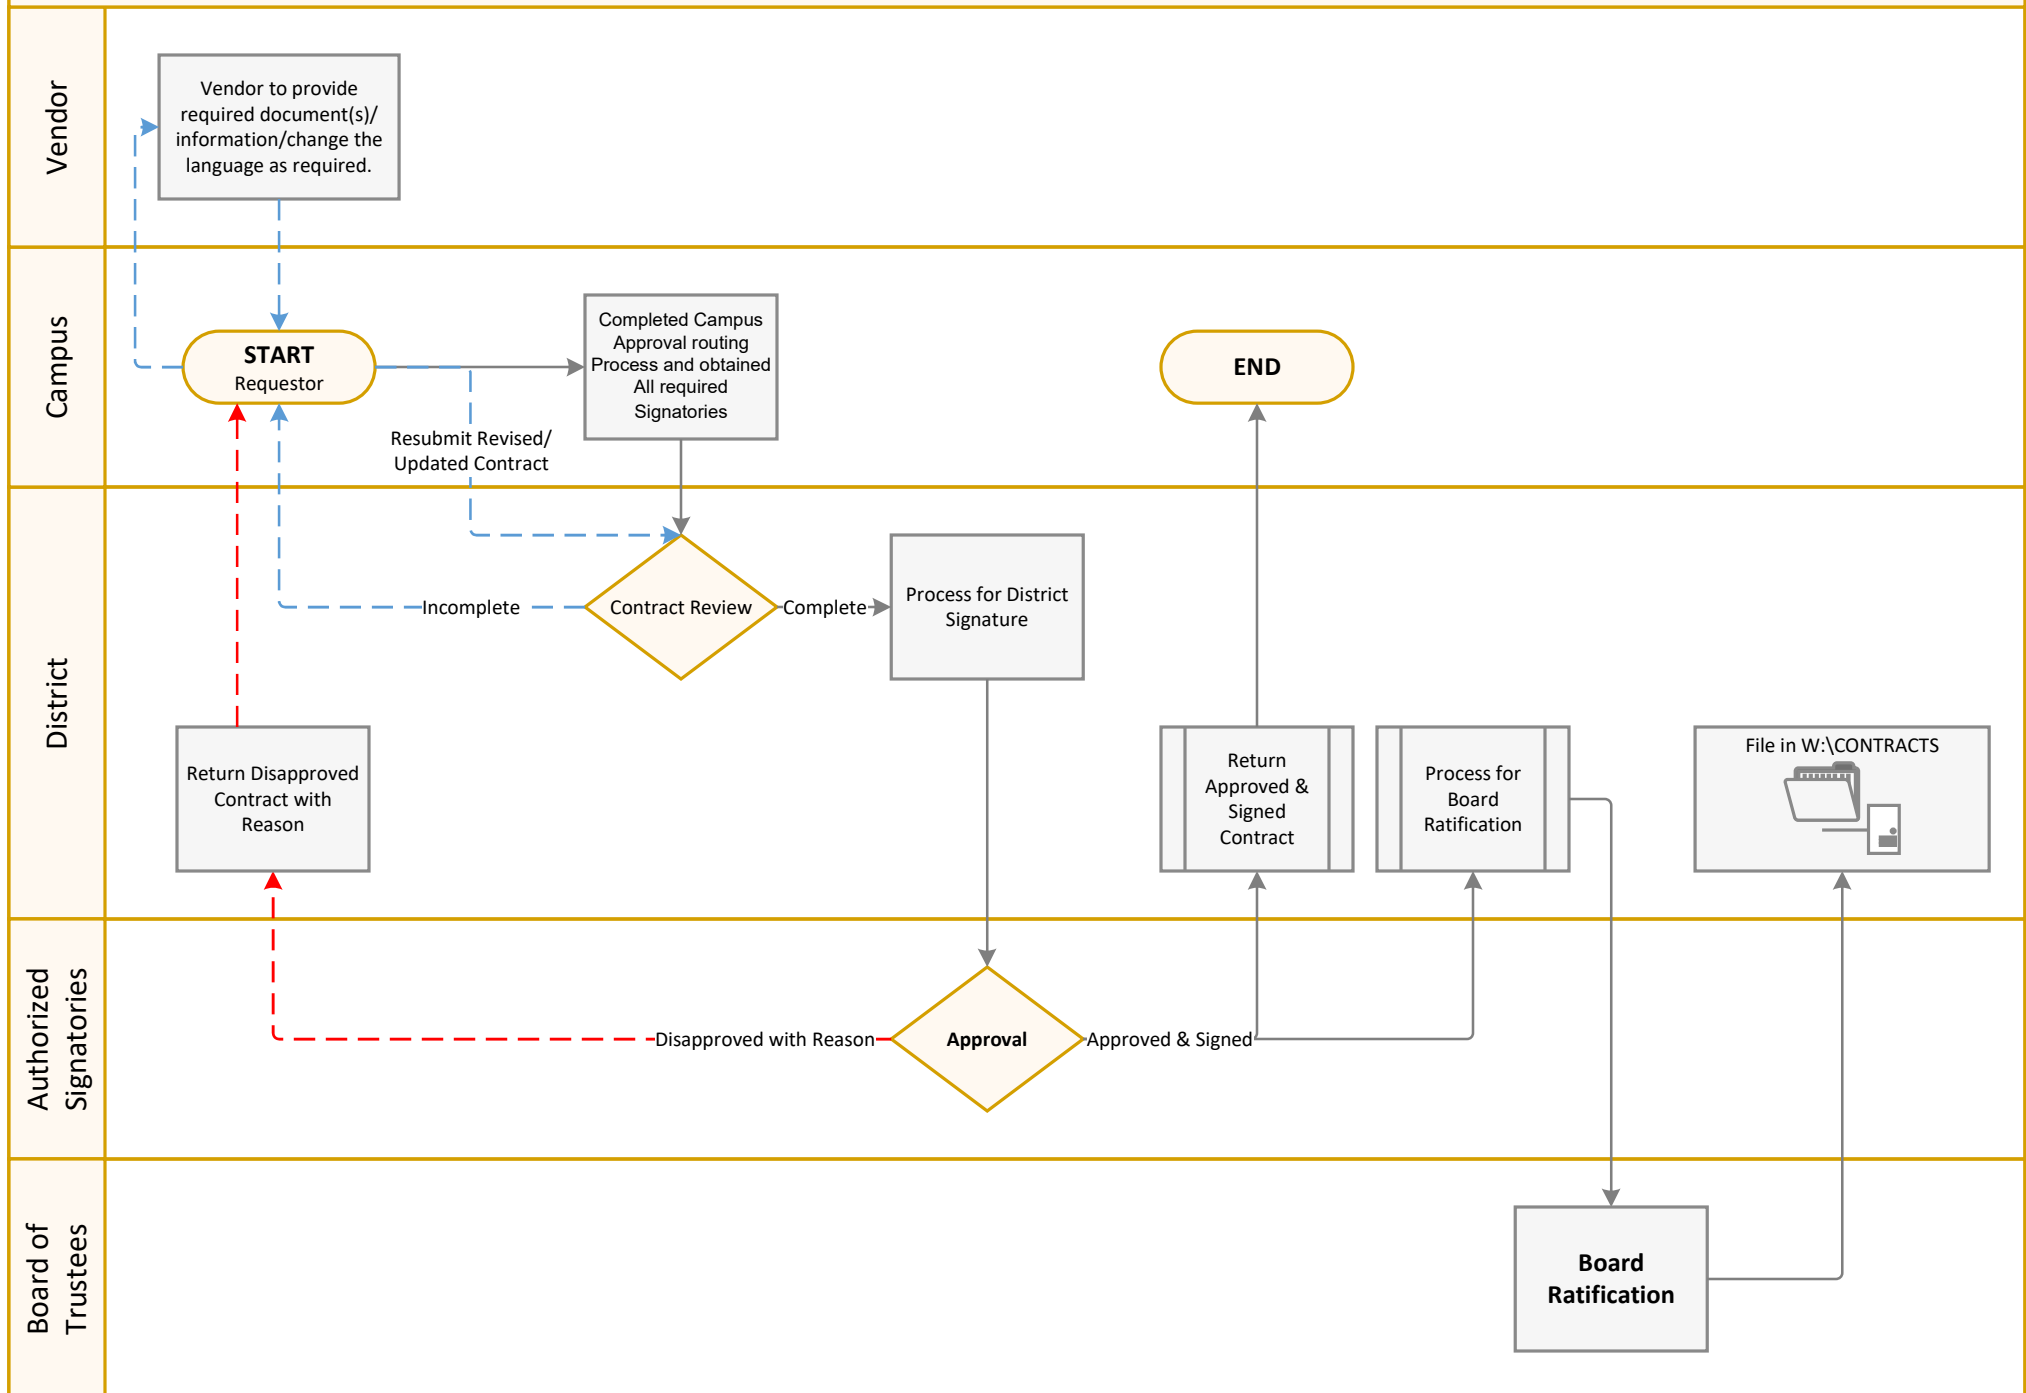 Vendor
Vendor to provide
required document(s)/
information/change the
language as required.
Campus
START
Requestor
Completed Campus
Approval routing
Process and obtained
All required
Signatories
END
Resubmit Revised/
Updated Contract
District
Incomplete
Contract Review
Complete
Process for District
Signature
Return Disapproved
Contract with
Reason
Return
Approved &
Signed
Contract
Process for
Board
Ratification
File in W:\CONTRACTS
Authorized
Signatories
Disapproved with Reason
Approval
Approved & Signed
Board of
Trustees
Board
Ratification